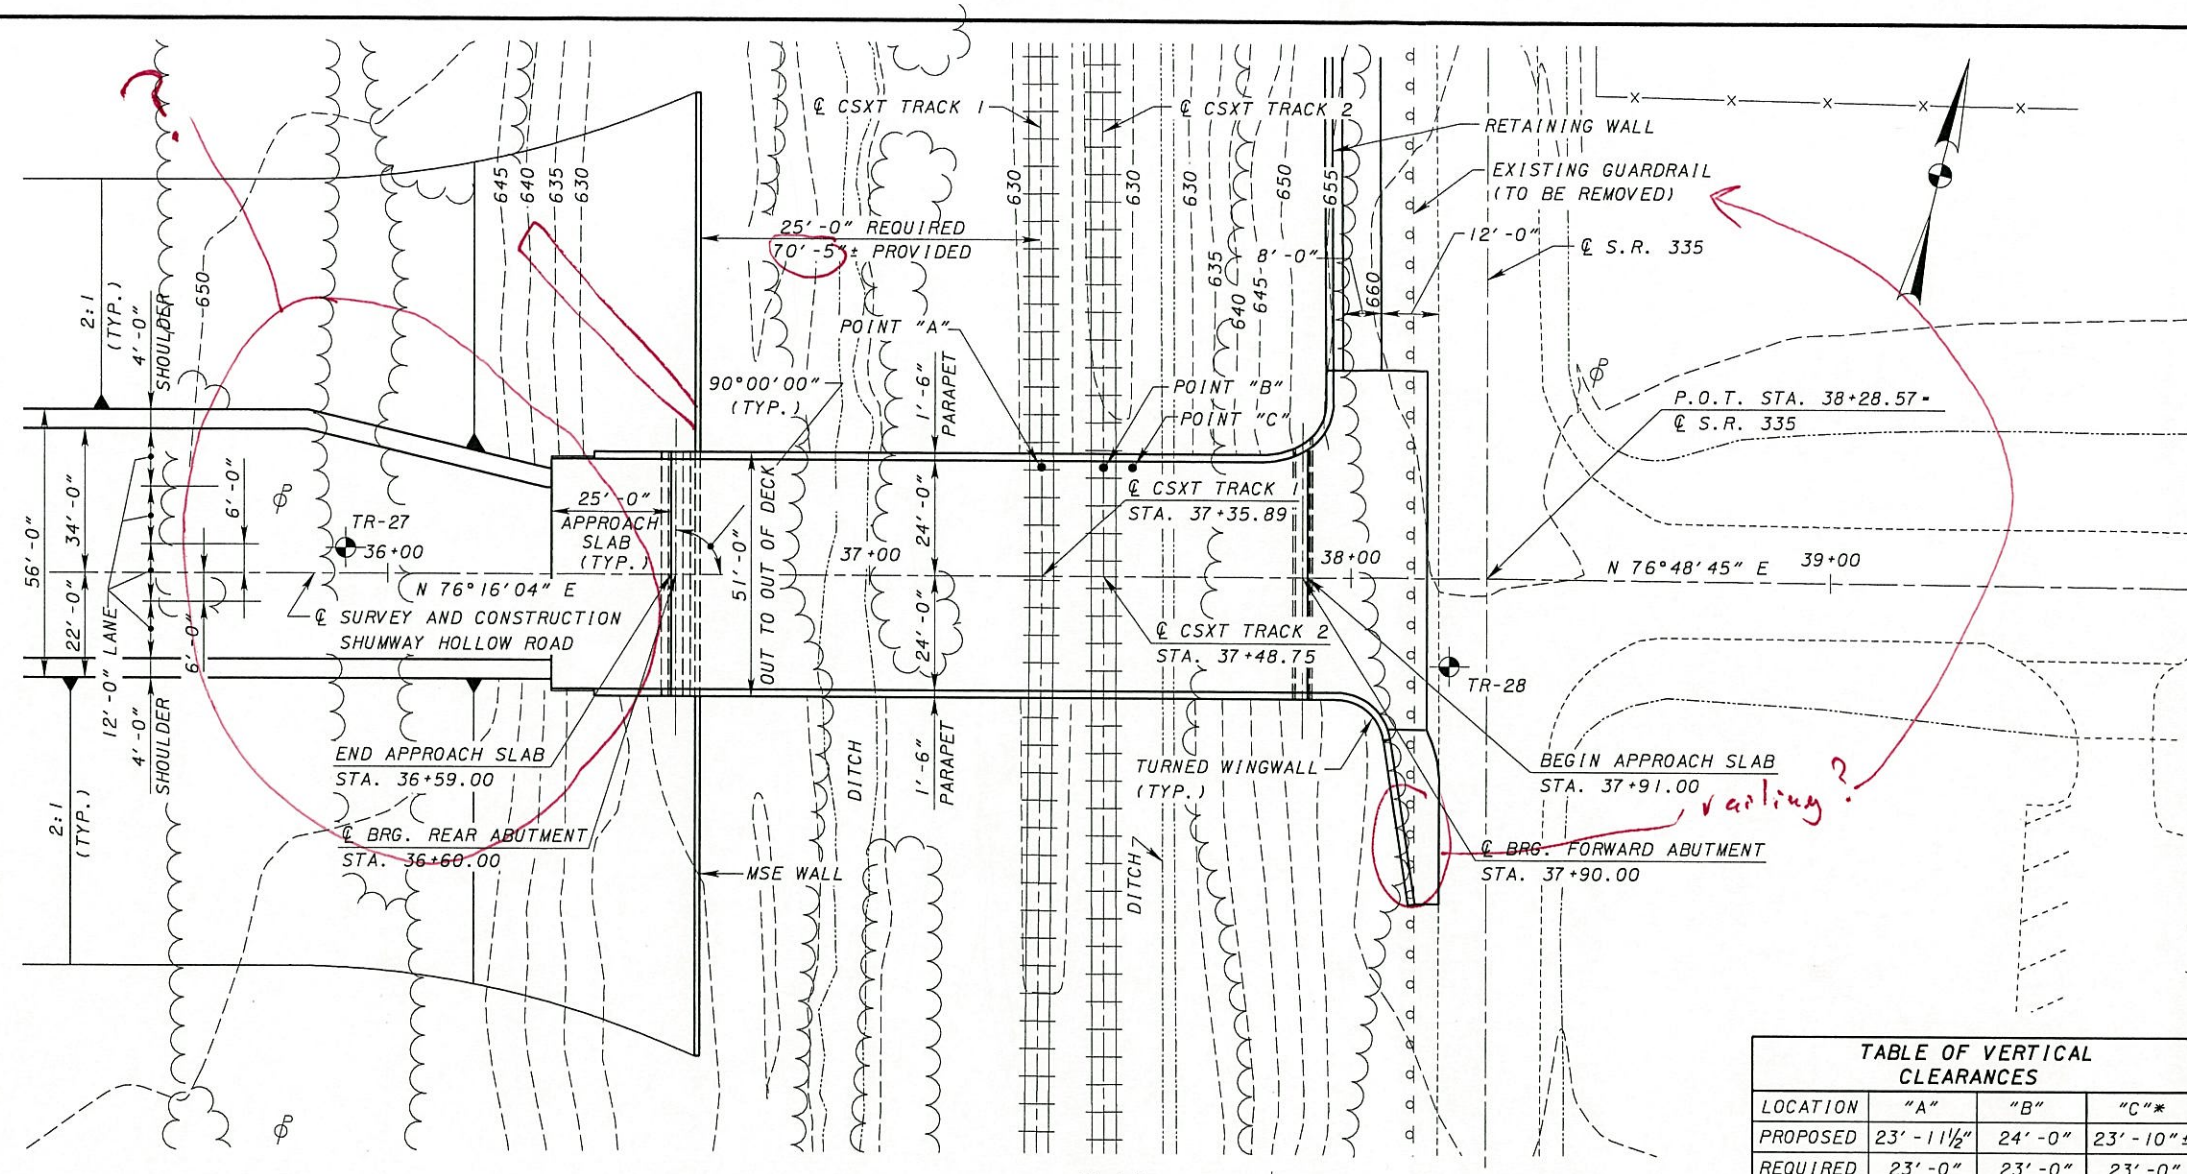 ?
℄ CSXT TRACK 1
℄ CSXT TRACK 2
RETAINING WALL
EXISTING GUARDRAIL
(TO BE REMOVED)
12'-0"
℄ S.R. 335
645
640
635
630
630
630
630
650
655
635
640
645
660
8'-0"
25'-0" REQUIRED
70'-5"± PROVIDED
650
2:1
(TYP.)
4'-0"
SHOULDER
POINT "A"
90°00'00"
(TYP.)
1'-6"
PARAPET
POINT "B"
POINT "C"
P.O.T. STA. 38+28.57=
℄ S.R. 335
56'-0"
34'-0"
22'-0"
6'-0"
6'-0"
12'-0" LANE
TR-27
36+00
25'-0"
APPROACH
SLAB
(TYP.)
51'-0"
OUT TO OUT OF DECK
37+00
24'-0"
24'-0"
℄ CSXT TRACK 1
STA. 37+35.89
38+00
N 76°48'45" E
39+00
N 76°16'04" E
℄ SURVEY AND CONSTRUCTION
SHUMWAY HOLLOW ROAD
℄ CSXT TRACK 2
STA. 37+48.75
TR-28
4'-0"
SHOULDER
2:1
(TYP.)
END APPROACH SLAB
STA. 36+59.00
℄ BRG. REAR ABUTMENT
STA. 36+60.00
MSE WALL
DITCH
1'-6"
PARAPET
DITCH
TURNED WINGWALL
(TYP.)
BEGIN APPROACH SLAB
STA. 37+91.00
railing?
℄ BRG. FORWARD ABUTMENT
STA. 37+90.00
TABLE OF VERTICAL
CLEARANCES
LOCATION "A" "B" "C"*
PROPOSED 23'-11½" 24'-0" 23'-10"±
REQUIRED 23'-0" 23'-0" 23'-0"